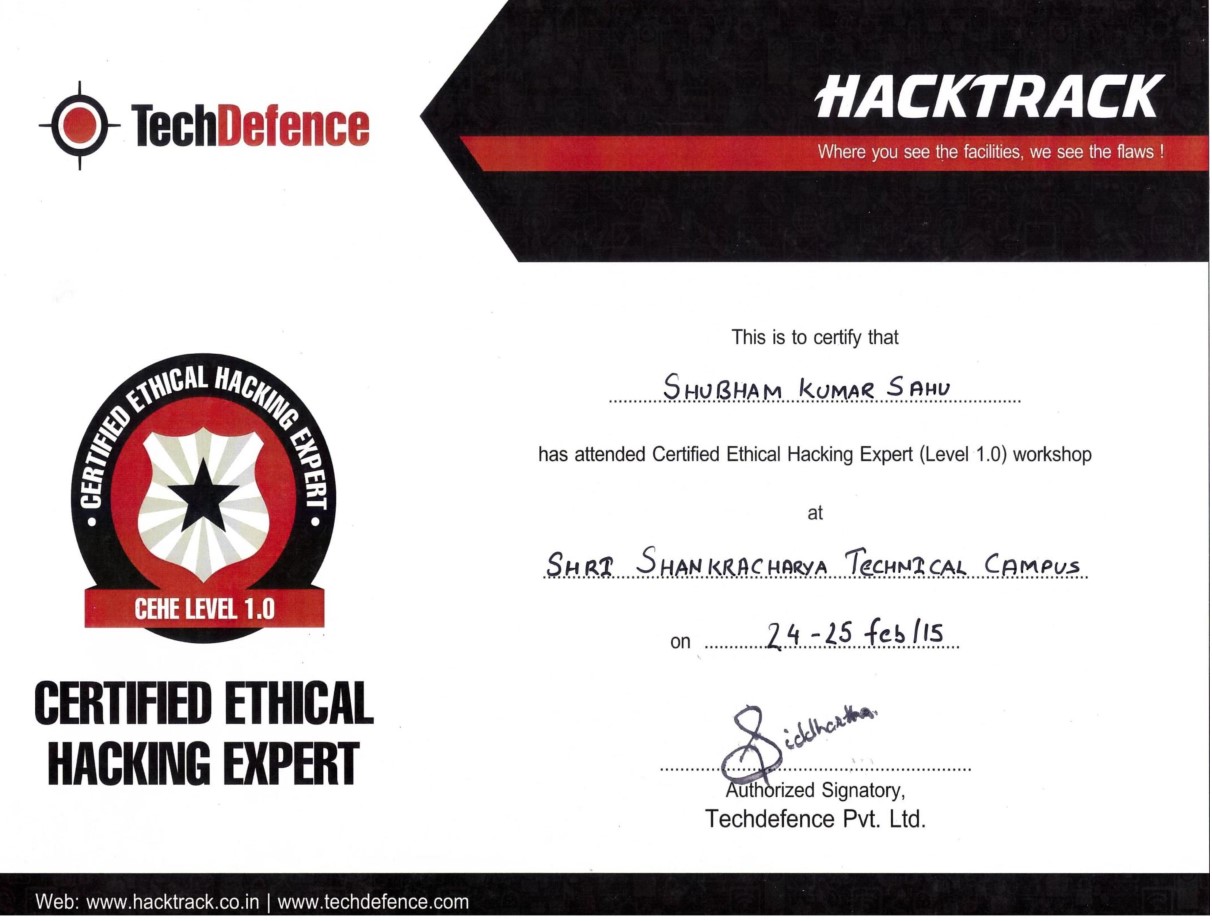 TechDefence
HACKTRACK
Where you see the facilities, we see the flaws !
This is to certify that
SHUBHAM KUMAR SAHU
has attended Certified Ethical Hacking Expert (Level 1.0) workshop
at
SHRI SHANKRACHARYA TECHNICAL CAMPUS
on 24-25 feb/15
Siddhartha.
Authorized Signatory,
Techdefence Pvt. Ltd.
• CERTIFIED ETHICAL HACKING EXPERT •
CEHE LEVEL 1.0
CERTIFIED ETHICAL
HACKING EXPERT
Web: www.hacktrack.co.in | www.techdefence.com